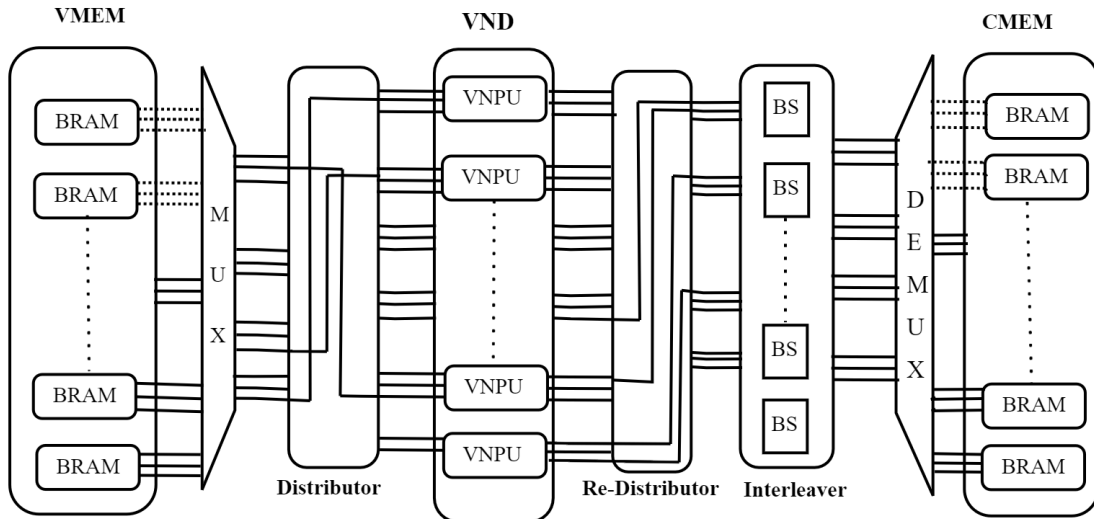 VMEM
VND
CMEM
BRAM
BRAM
BRAM
BRAM
M
U
X
Distributor
VNPU
VNPU
VNPU
VNPU
Re-Distributor
BS
BS
BS
BS
Interleaver
D
E
M
U
X
BRAM
BRAM
BRAM
BRAM